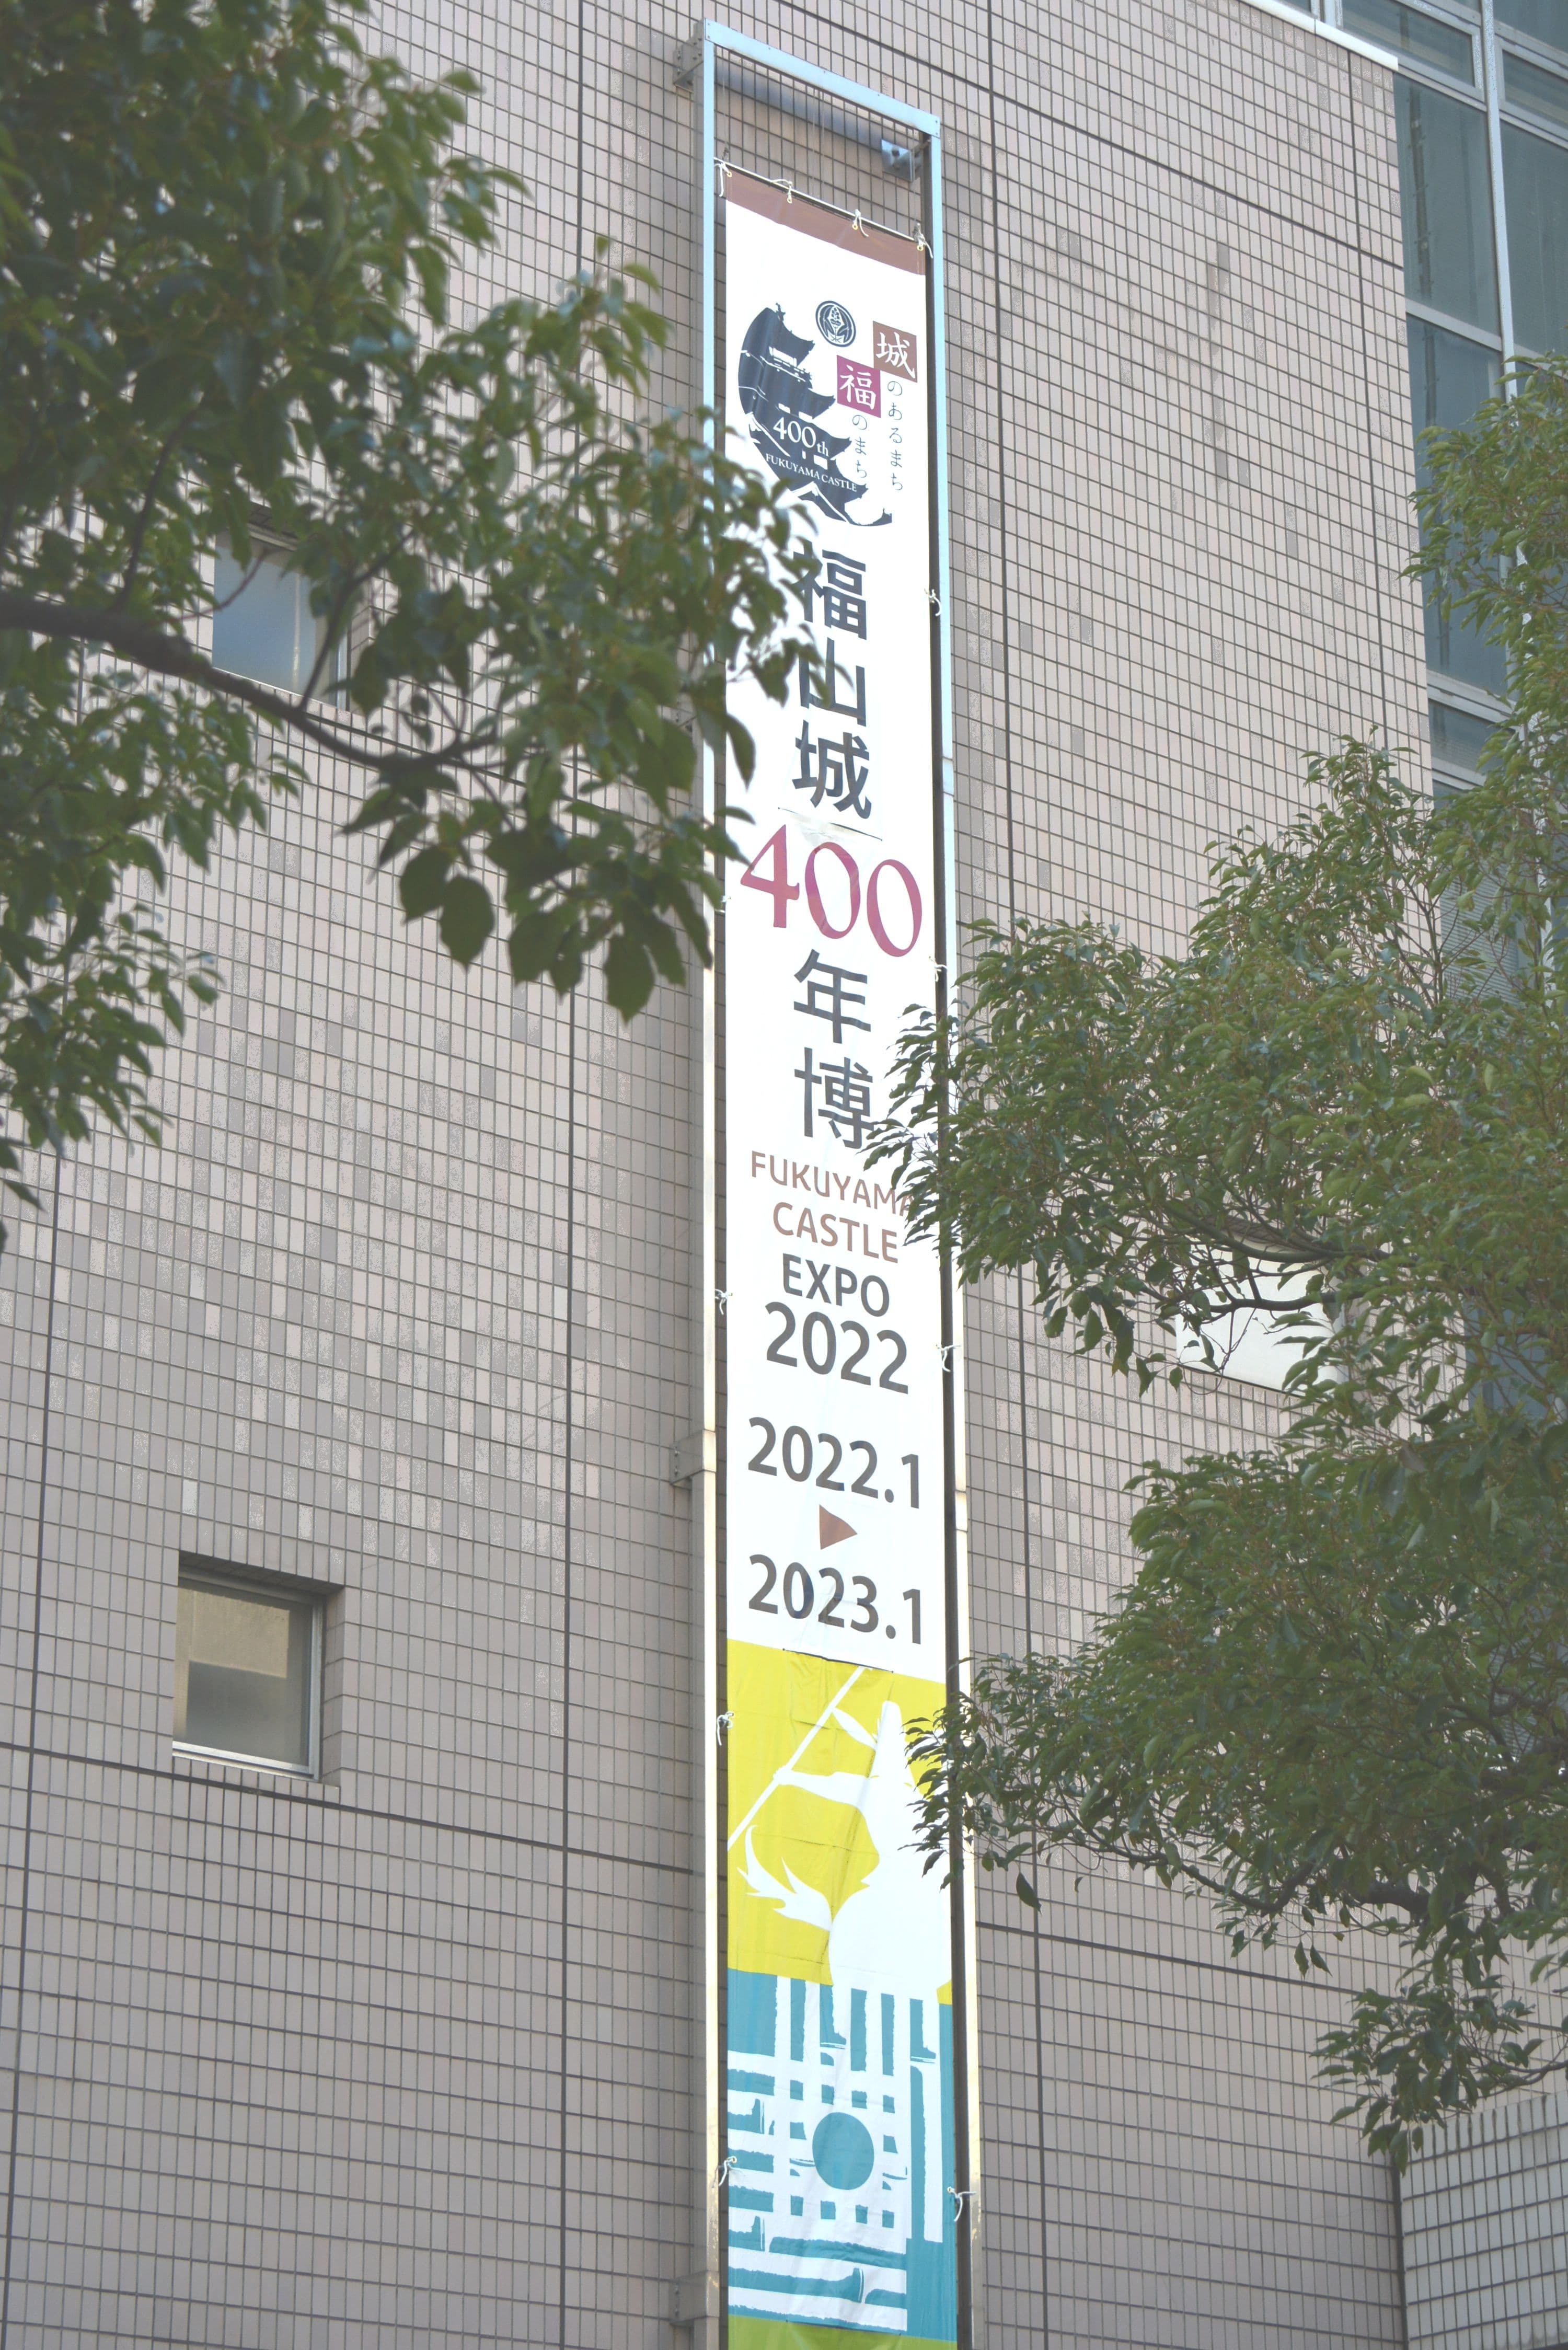 城のあるまち
福のまち
400th
FUKUYAMA CASTLE
福山城
400
年博
FUKUYAMA
CASTLE
EXPO
2022
2022.1
▶
2023.1